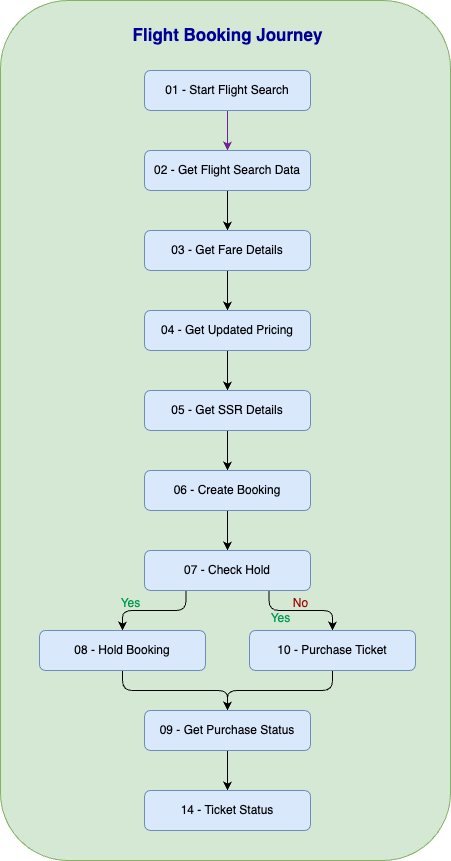 Flight Booking Journey
01 - Start Flight Search
02 - Get Flight Search Data
03 - Get Fare Details
04 - Get Updated Pricing
05 - Get SSR Details
06 - Create Booking
07 - Check Hold
Yes
No
Yes
08 - Hold Booking
10 - Purchase Ticket
09 - Get Purchase Status
14 - Ticket Status